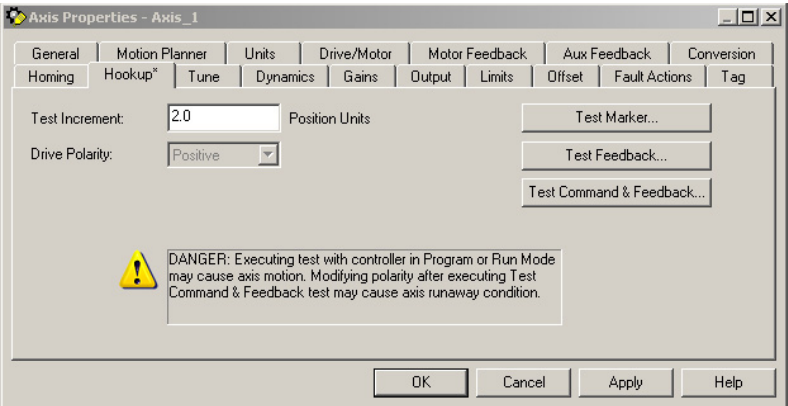 Axis Properties - Axis_1
General Motion Planner Units Drive/Motor Motor Feedback Aux Feedback Conversion
Homing Hookup* Tune Dynamics Gains Output Limits Offset Fault Actions Tag
Test Increment: 2.0 Position Units Test Marker...
Drive Polarity: Positive Test Feedback...
Test Command & Feedback...
DANGER: Executing test with controller in Program or Run Mode
may cause axis motion. Modifying polarity after executing Test
Command & Feedback test may cause axis runaway condition.
OK Cancel Apply Help